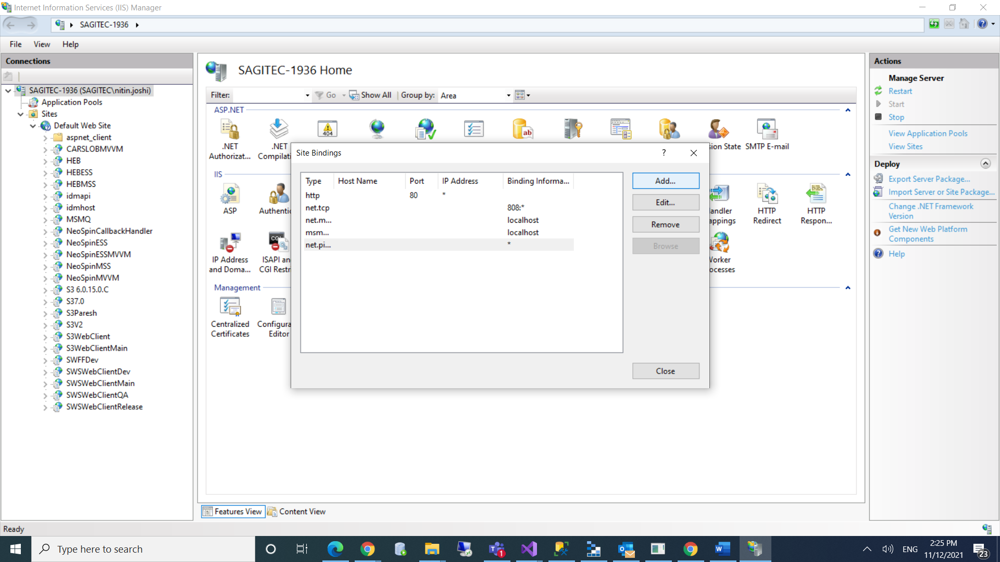 Internet Information Services (IIS) Manager
SAGITEC-1936
File View Help
Connections
SAGITEC-1936 (SAGITEC\nitin.joshi)
Application Pools
Sites
Default Web Site
aspnet_client
CARSLOBMVVM
HEB
HEBESS
HEBMSS
idmapi
idmhost
MSMQ
NeoSpinCallbackHandler
NeoSpinESS
NeoSpinESSMVVM
NeoSpinMSS
NeoSpinMVVM
S3 6.0.15.0.C
S37.0
S3Paresh
S3V2
S3WebClient
S3WebClientMain
SWFFDev
SWSWebClientDev
SWSWebClientMain
SWSWebClientQA
SWSWebClientRelease
SAGITEC-1936 Home
Filter: Go Show All Group by: Area
ASP.NET
404
ab
.NET
Authorizat...
.NET
Compilati
sion State
SMTP E-mail
IIS
ASP
Authentic
andler
ppings
HTTP
Redirect
HTTP
Respon...
IP Address
and Doma...
ISAPI an
CGI Restr
Worker
ocesses
Management
Centralized
Certificates
Configura
Editor
Site Bindings ?
Type Host Name Port IP Address Binding Informa...
http 80 *
net.tcp 808:*
net.m... localhost
msm... localhost
net.pi... *
Add...
Edit...
Remove
Browse
Close
Actions
Manage Server
Restart
Start
Stop
View Application Pools
View Sites
Deploy
Export Server Package...
Import Server or Site Package...
Change .NET Framework
Version
Get New Web Platform
Components
Help
Features View Content View
Ready
Type here to search
1
ENG
2:25 PM
11/12/2021
23